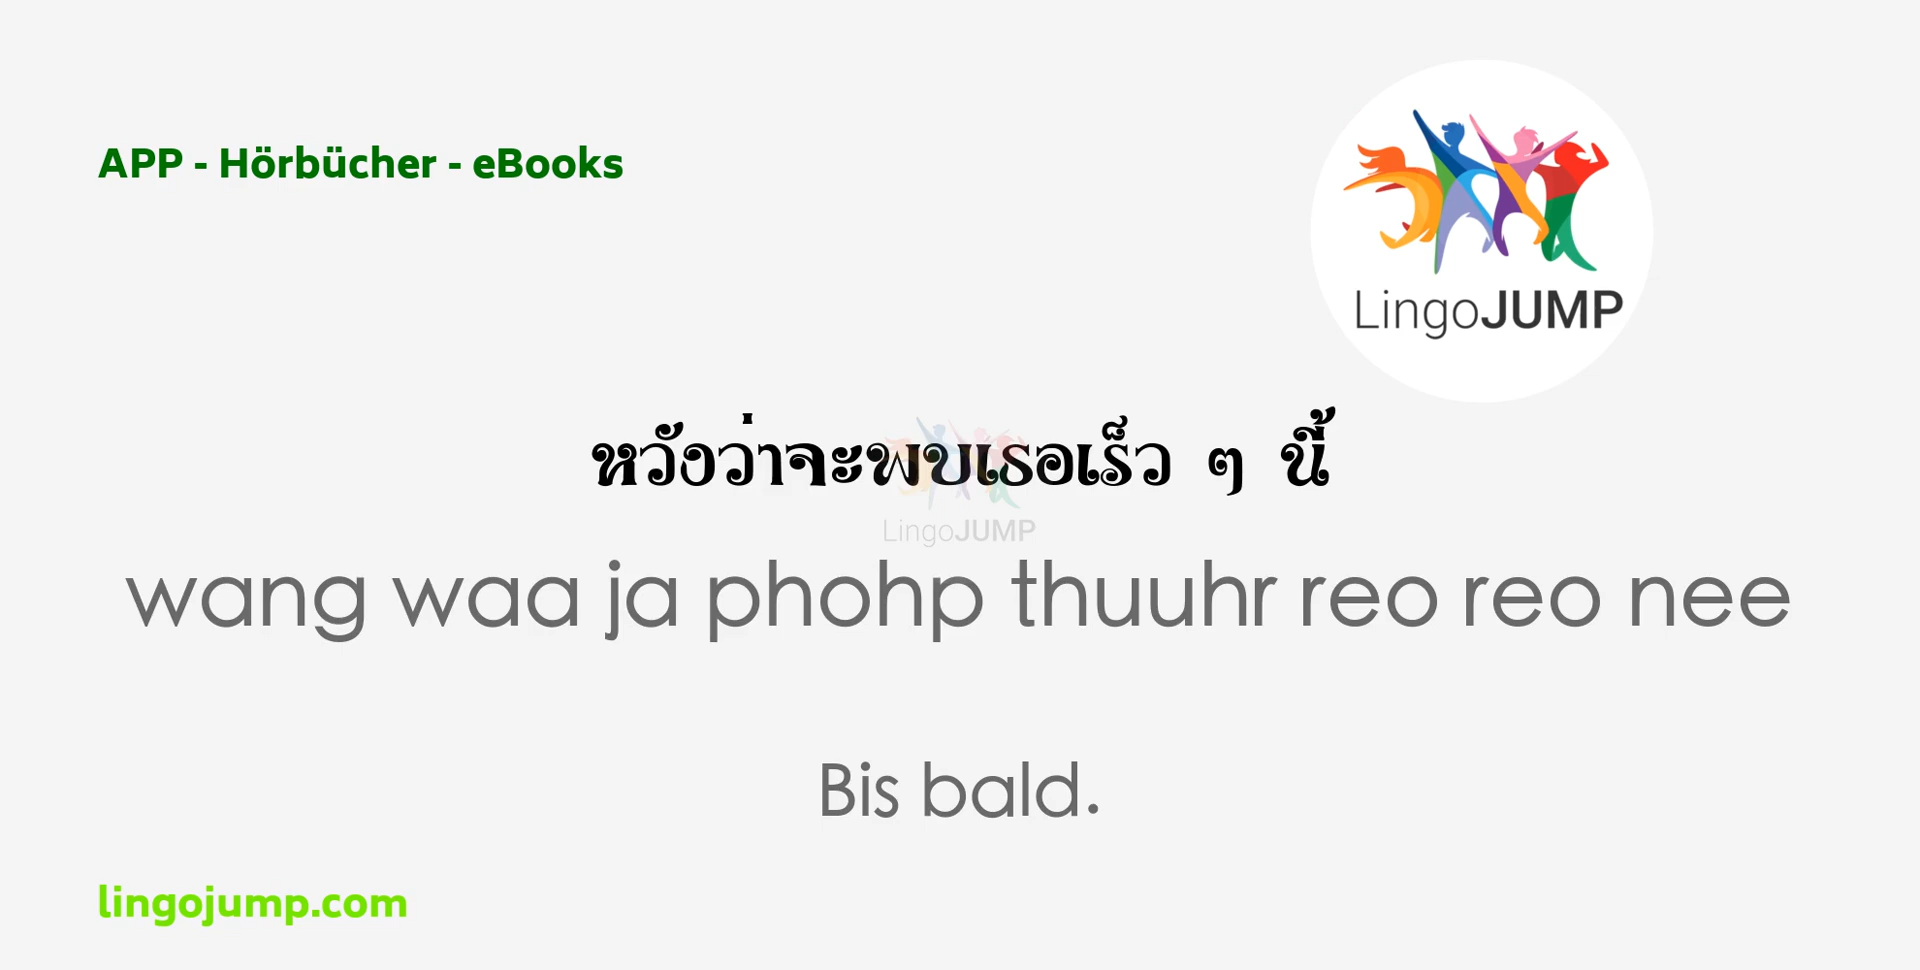 APP - Hörbücher - eBooks
LingoJUMP
หวังว่าจะพบเธอเร็ว ๆ นี้
LingoJUMP
wang waa ja phohp thuuhr reo reo nee
Bis bald.
lingojump.com